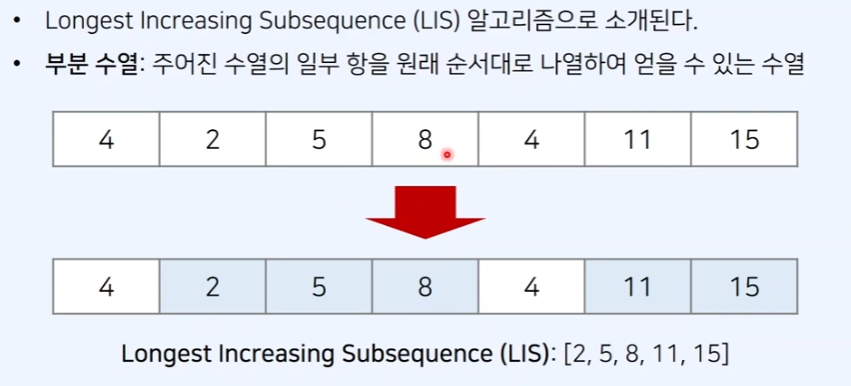 • Longest Increasing Subsequence (LIS) 알고리즘으로 소개된다.
• 부분 수열: 주어진 수열의 일부 항을 원래 순서대로 나열하여 얻을 수 있는 수열
4 2 5 8 4 11 15
4 2 5 8 4 11 15
Longest Increasing Subsequence (LIS): [2, 5, 8, 11, 15]